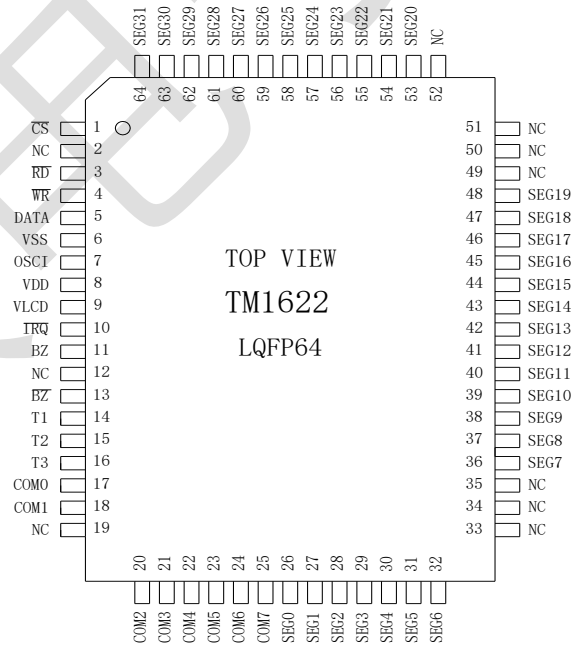 SEG31 SEG30 SEG29 SEG28 SEG27 SEG26 SEG25 SEG24 SEG23 SEG22 SEG21 SEG20 NC
64 63 62 61 60 59 58 57 56 55 54 53 52
CS 1 51 NC
NC 2 50 NC
RD 3 49 NC
WR 4 48 SEG19
DATA 5 47 SEG18
VSS 6 46 SEG17
OSCI 7 45 SEG16
VDD 8 44 SEG15
VLCD 9 43 SEG14
IRQ 10 42 SEG13
BZ 11 41 SEG12
NC 12 40 SEG11
BZ 13 39 SEG10
T1 14 38 SEG9
T2 15 37 SEG8
T3 16 36 SEG7
COM0 17 35 NC
COM1 18 34 NC
NC 19 33 NC
TOP VIEW
TM1622
LQFP64
20 21 22 23 24 25 26 27 28 29 30 31 32
COM2 COM3 COM4 COM5 COM6 COM7 SEG0 SEG1 SEG2 SEG3 SEG4 SEG5 SEG6